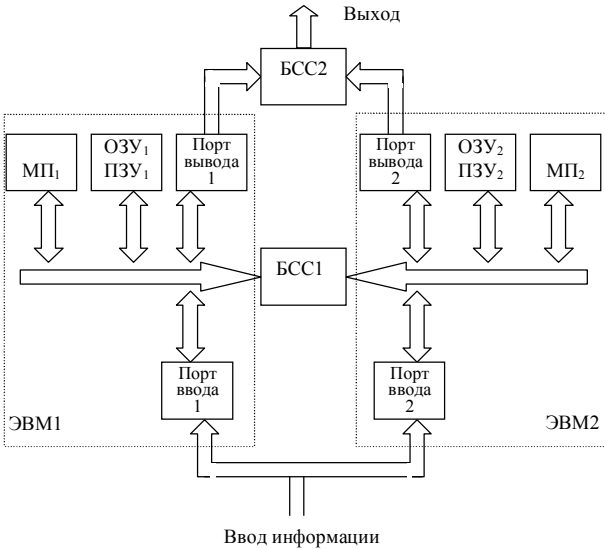 Выход
БСС2
МП₁
ОЗУ₁
ПЗУ₁
Порт
вывода
1
Порт
вывода
2
ОЗУ₂
ПЗУ₂
МП₂
БСС1
Порт
ввода
1
Порт
ввода
2
ЭВМ1
ЭВМ2
Ввод информации